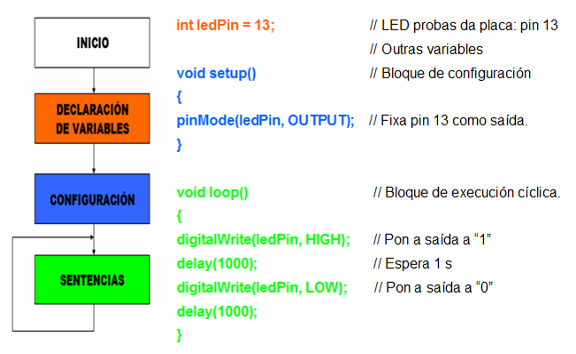 INICIO
DECLARACIÓN
DE VARIABLES
CONFIGURACIÓN
SENTENCIAS
int ledPin = 13; // LED probas da placa: pin 13
// Outras variables
void setup() // Bloque de configuración
{
pinMode(ledPin, OUTPUT); // Fixa pin 13 como saída.
}
void loop() // Bloque de execución cíclica.
{
digitalWrite(ledPin, HIGH); // Pon a saída a “1”
delay(1000); // Espera 1 s
digitalWrite(ledPin, LOW); // Pon a saída a “0”
delay(1000);
}